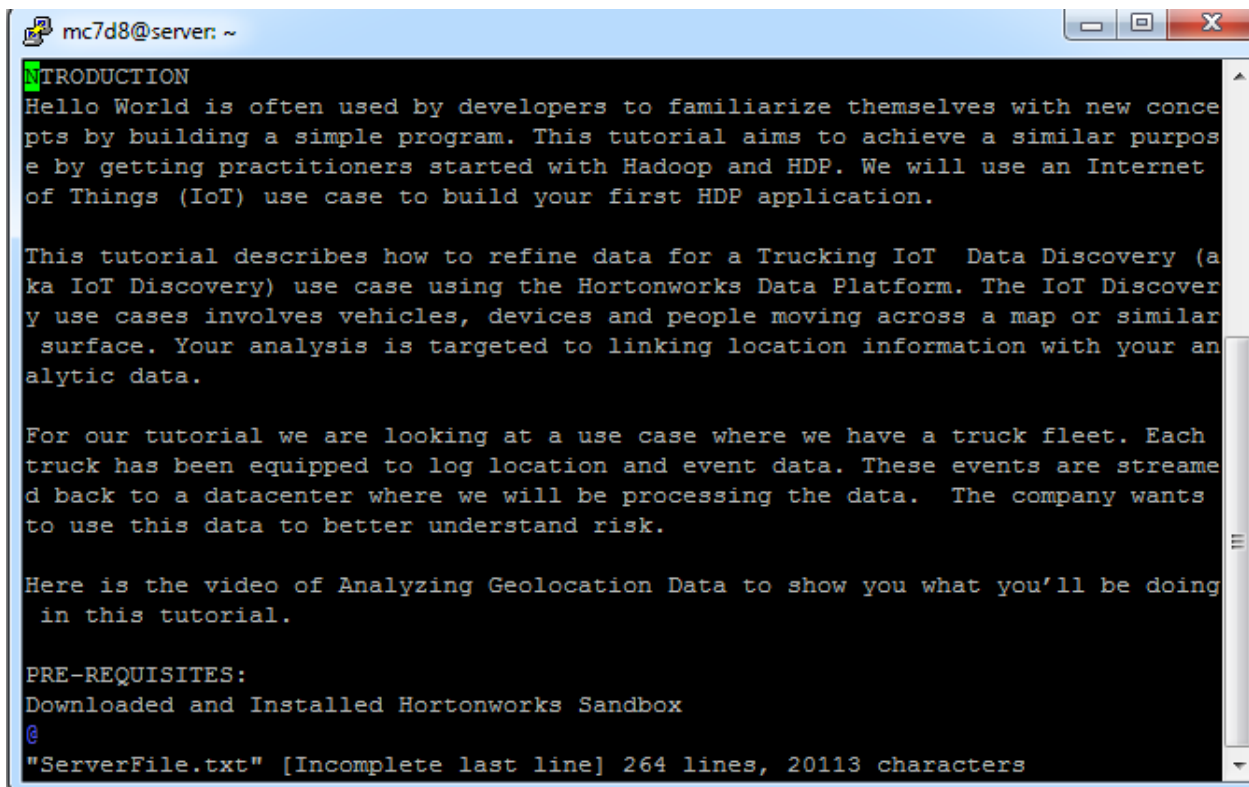 mc7d8@server: ~
NTRODUCTION
Hello World is often used by developers to familiarize themselves with new conce
pts by building a simple program. This tutorial aims to achieve a similar purpos
e by getting practitioners started with Hadoop and HDP. We will use an Internet
of Things (IoT) use case to build your first HDP application.
This tutorial describes how to refine data for a Trucking IoT  Data Discovery (a
ka IoT Discovery) use case using the Hortonworks Data Platform. The IoT Discover
y use cases involves vehicles, devices and people moving across a map or similar
 surface. Your analysis is targeted to linking location information with your an
alytic data.
For our tutorial we are looking at a use case where we have a truck fleet. Each
truck has been equipped to log location and event data. These events are streame
d back to a datacenter where we will be processing the data.  The company wants
to use this data to better understand risk.
Here is the video of Analyzing Geolocation Data to show you what you’ll be doing
 in this tutorial.
PRE-REQUISITES:
Downloaded and Installed Hortonworks Sandbox
@
"ServerFile.txt" [Incomplete last line] 264 lines, 20113 characters